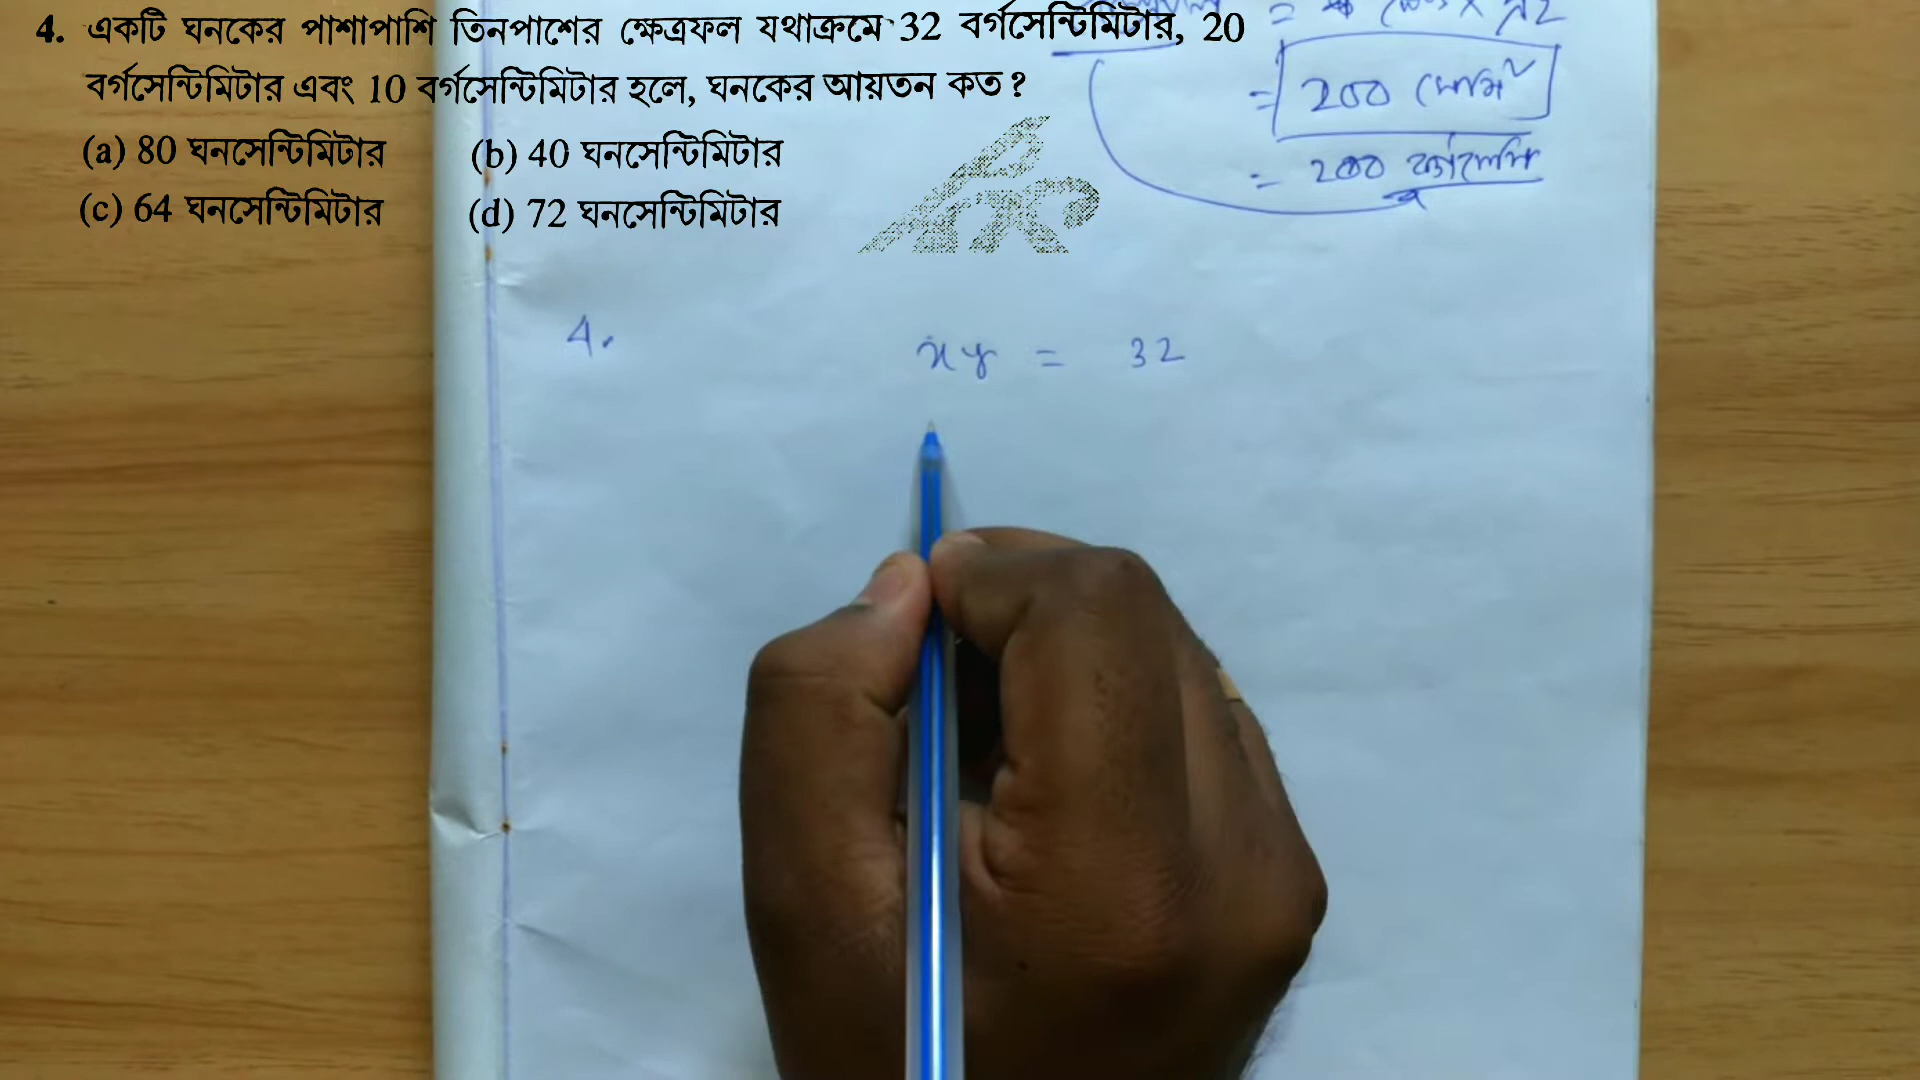 4. একটি ঘনকের পাশাপাশি তিনপাশের ক্ষেত্রফল যথাক্রমে 32 বর্গসেন্টিমিটার, 20
বর্গসেন্টিমিটার এবং 10 বর্গসেন্টিমিটার হলে, ঘনকের আয়তন কত?
(a) 80 ঘনসেন্টিমিটার (b) 40 ঘনসেন্টিমিটার
(c) 64 ঘনসেন্টিমিটার (d) 72 ঘনসেন্টিমিটার
=
= 200 সেমি²
= 200
4. xy = 32